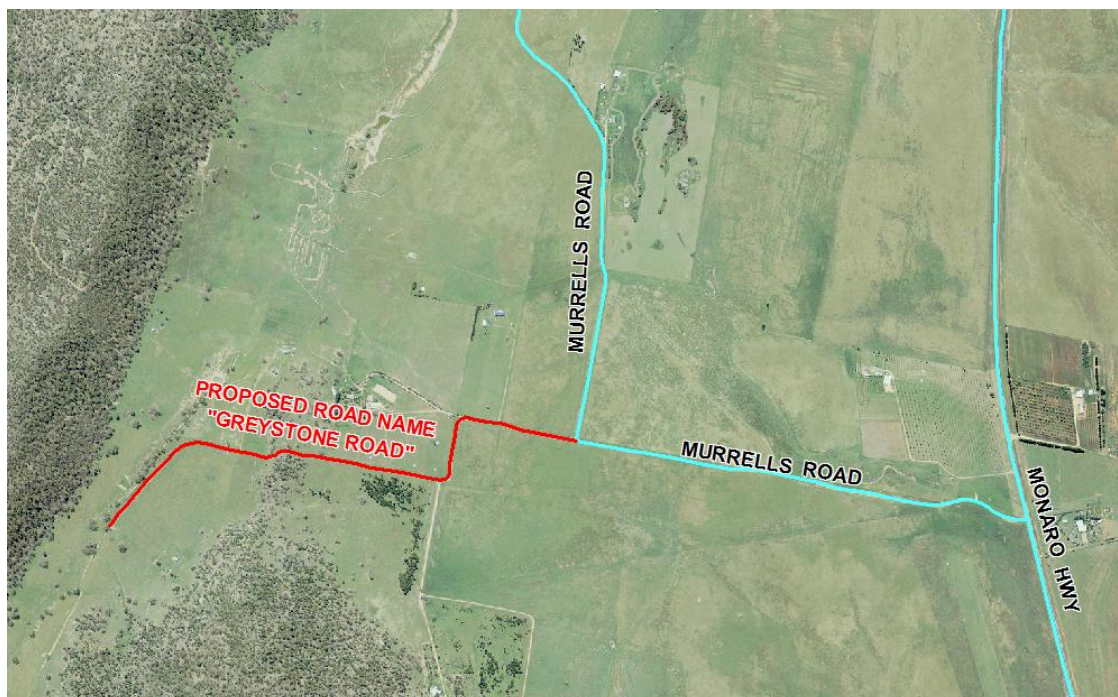 MURRELLS ROAD
PROPOSED ROAD NAME
"GREYSTONE ROAD"
MURRELLS ROAD
MONARO HWY